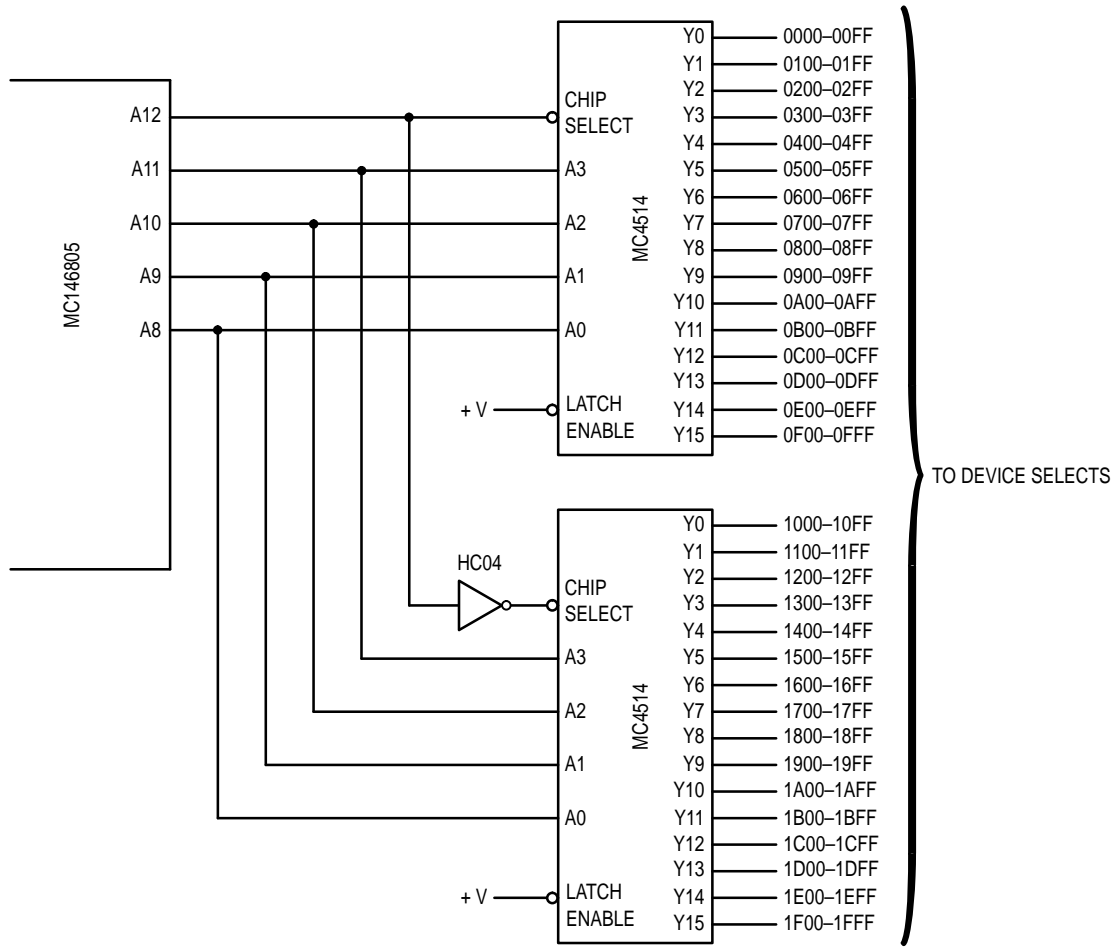 MC146805
A12
A11
A10
A9
A8
CHIP
SELECT
A3
A2
A1
A0
+ V
LATCH
ENABLE
MC4514
Y0 0000–00FF
Y1 0100–01FF
Y2 0200–02FF
Y3 0300–03FF
Y4 0400–04FF
Y5 0500–05FF
Y6 0600–06FF
Y7 0700–07FF
Y8 0800–08FF
Y9 0900–09FF
Y10 0A00–0AFF
Y11 0B00–0BFF
Y12 0C00–0CFF
Y13 0D00–0DFF
Y14 0E00–0EFF
Y15 0F00–0FFF
TO DEVICE SELECTS
HC04
CHIP
SELECT
A3
A2
A1
A0
+ V
LATCH
ENABLE
MC4514
Y0 1000–10FF
Y1 1100–11FF
Y2 1200–12FF
Y3 1300–13FF
Y4 1400–14FF
Y5 1500–15FF
Y6 1600–16FF
Y7 1700–17FF
Y8 1800–18FF
Y9 1900–19FF
Y10 1A00–1AFF
Y11 1B00–1BFF
Y12 1C00–1CFF
Y13 1D00–1DFF
Y14 1E00–1EFF
Y15 1F00–1FFF